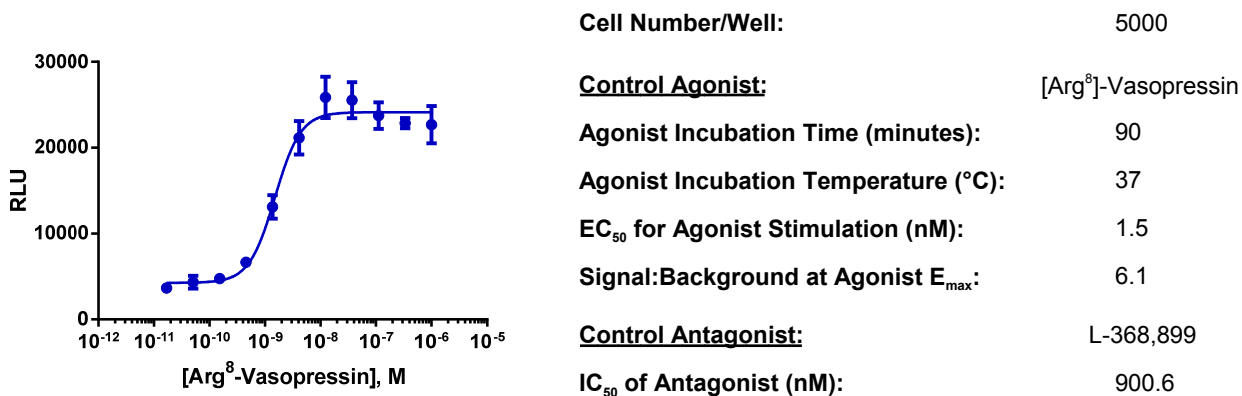 30000
20000
10000
0
RLU
10⁻¹² 10⁻¹¹ 10⁻¹⁰ 10⁻⁹ 10⁻⁸ 10⁻⁷ 10⁻⁶ 10⁻⁵
[Arg⁸-Vasopressin], M
Cell Number/Well: 5000
Control Agonist: [Arg⁸]-Vasopressin
Agonist Incubation Time (minutes): 90
Agonist Incubation Temperature (°C): 37
EC₅₀ for Agonist Stimulation (nM): 1.5
Signal:Background at Agonist Eₘₐₓ: 6.1
Control Antagonist: L-368,899
IC₅₀ of Antagonist (nM): 900.6